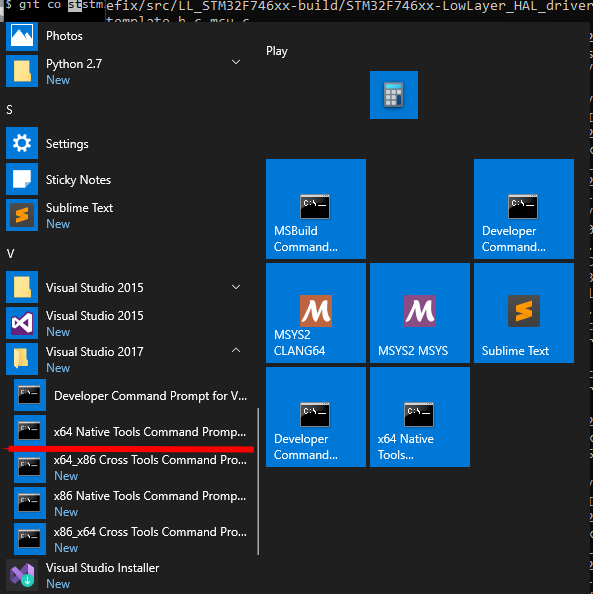 $ git co ststm efix/src/LL_STM32F746xx-build/STM32F746xx-LowLayer_HAL_driver
template.h.c mcu.c
Photos
Python 2.7
New
S
Settings
Sticky Notes
Sublime Text
New
V
Visual Studio 2015
Visual Studio 2015
New
Visual Studio 2017
New
Developer Command Prompt for V...
x64 Native Tools Command Promp...
x64_x86 Cross Tools Command Pro...
New
x86 Native Tools Command Promp...
New
x86_x64 Cross Tools Command Pro...
New
Visual Studio Installer
New
Play
MSBuild
Command...
Developer
Command...
MSYS2
CLANG64
MSYS2 MSYS
Sublime Text
Developer
Command...
x64 Native
Tools...